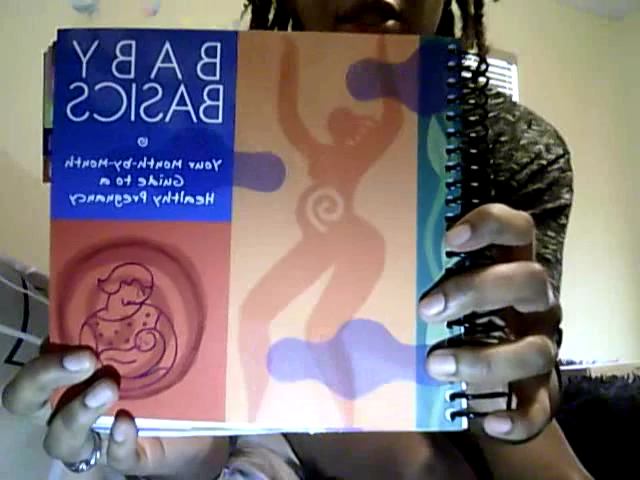 BABY
BASICS
Your Month-by-Month
Guide to a
Healthy Pregnancy